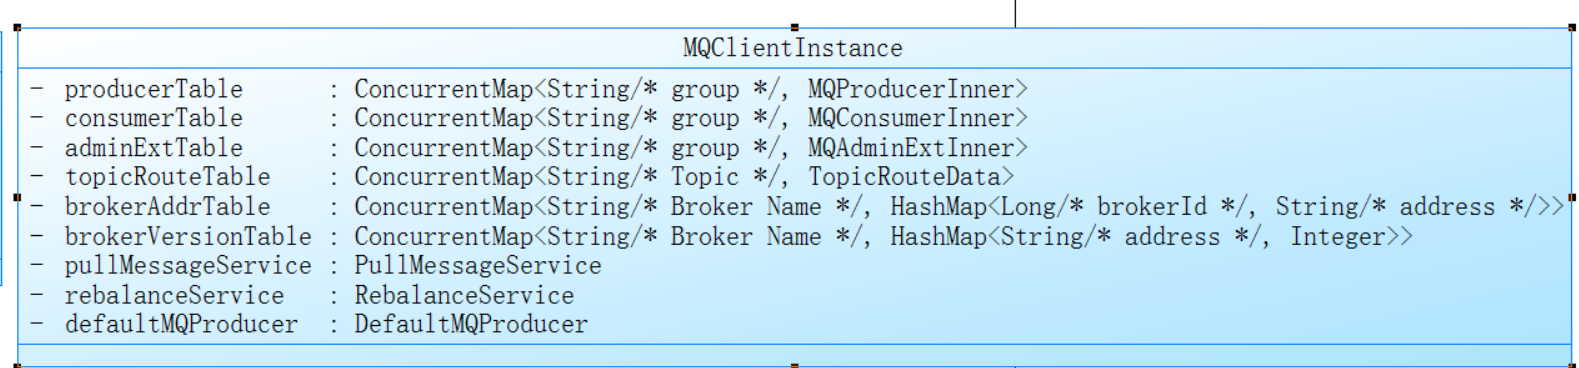 MQClientInstance
- producerTable : ConcurrentMap<String/* group */, MQProducerInner>
- consumerTable : ConcurrentMap<String/* group */, MQConsumerInner>
- adminExtTable : ConcurrentMap<String/* group */, MQAdminExtInner>
- topicRouteTable : ConcurrentMap<String/* Topic */, TopicRouteData>
- brokerAddrTable : ConcurrentMap<String/* Broker Name */, HashMap<Long/* brokerId */, String/* address */>>
- brokerVersionTable : ConcurrentMap<String/* Broker Name */, HashMap<String/* address */, Integer>>
- pullMessageService : PullMessageService
- rebalanceService : RebalanceService
- defaultMQProducer : DefaultMQProducer